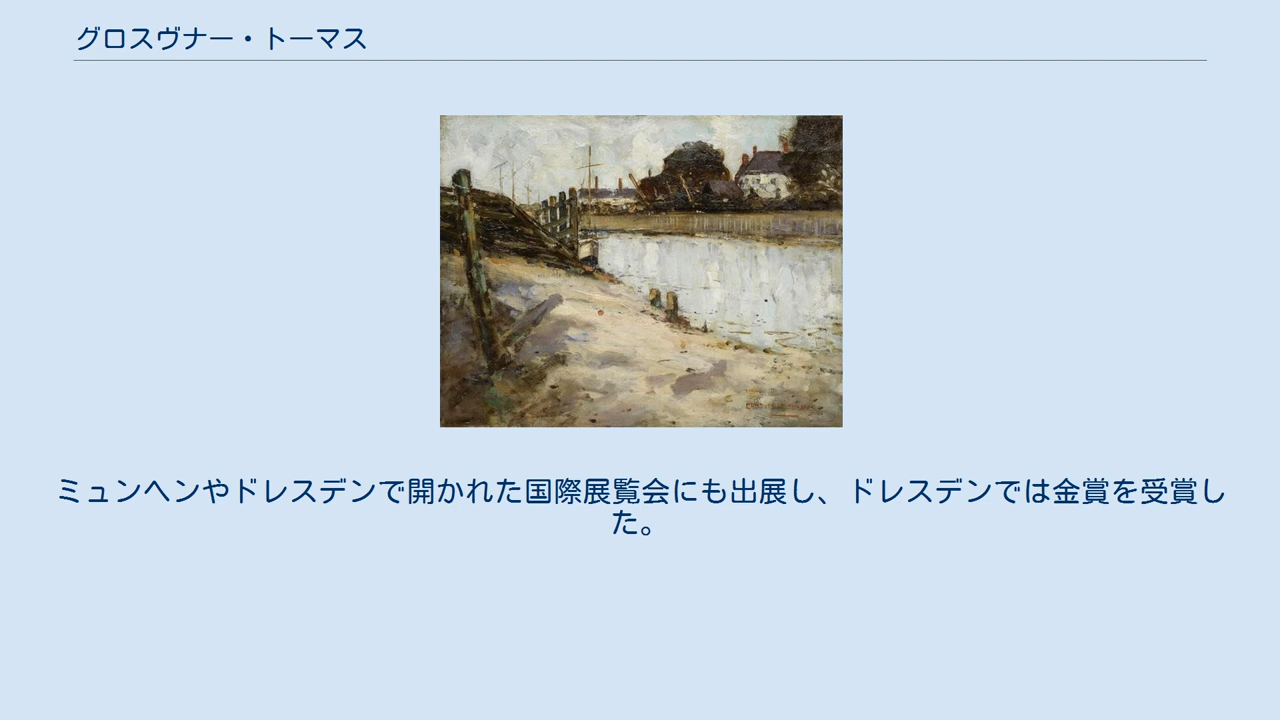 グロスヴナー・トーマス
ミュンヘンやドレスデンで開かれた国際展覧会にも出展し、ドレスデンでは金賞を受賞し
た。